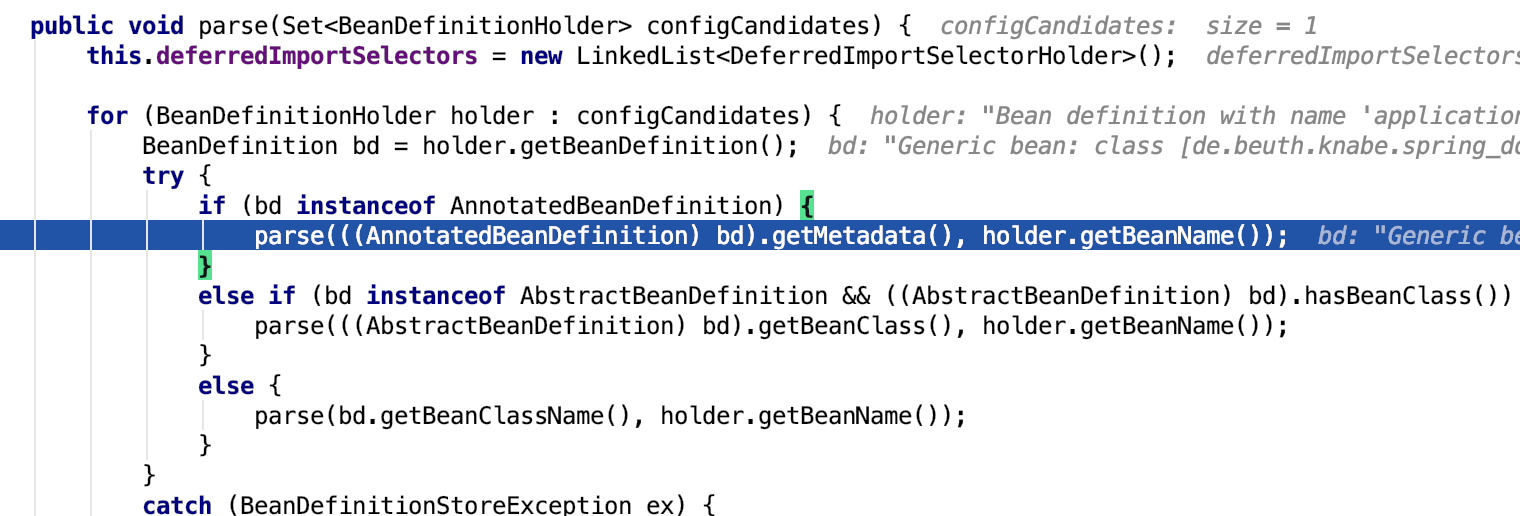 public void parse(Set<BeanDefinitionHolder> configCandidates) {  configCandidates:  size = 1
    this.deferredImportSelectors = new LinkedList<DeferredImportSelectorHolder>();  deferredImportSelectors
    for (BeanDefinitionHolder holder : configCandidates) {  holder: "Bean definition with name 'application
        BeanDefinition bd = holder.getBeanDefinition();  bd: "Generic bean: class [de.beuth.knabe.spring_dd
        try {
            if (bd instanceof AnnotatedBeanDefinition) {
                parse(((AnnotatedBeanDefinition) bd).getMetadata(), holder.getBeanName());  bd: "Generic be
            }
            else if (bd instanceof AbstractBeanDefinition && ((AbstractBeanDefinition) bd).hasBeanClass())
                parse(((AbstractBeanDefinition) bd).getBeanClass(), holder.getBeanName());
            }
            else {
                parse(bd.getBeanClassName(), holder.getBeanName());
            }
        }
        catch (BeanDefinitionStoreException ex) {